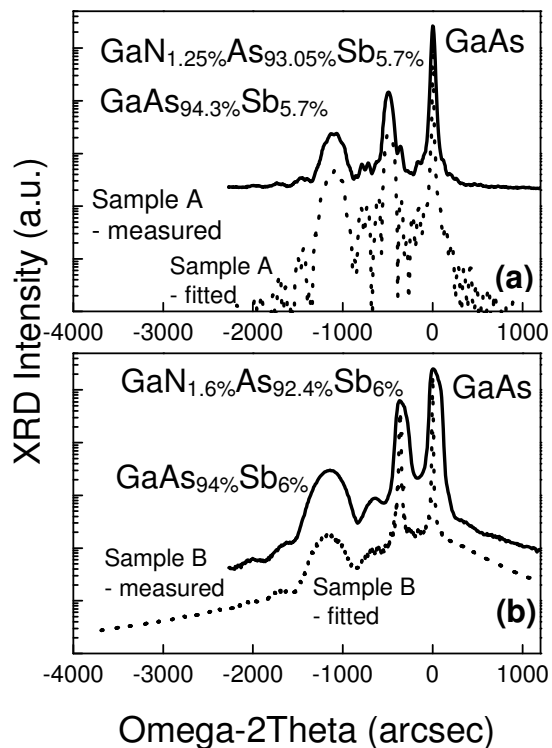 GaN1.25%As93.05%Sb5.7%
GaAs
GaAs94.3%Sb5.7%
Sample A
- measured
Sample A
- fitted
(a)
-4000 -3000 -2000 -1000 0 1000
GaN1.6%As92.4%Sb6%
GaAs
GaAs94%Sb6%
Sample B
- measured
Sample B
- fitted
(b)
-4000 -3000 -2000 -1000 0 1000
XRD Intensity (a.u.)
Omega-2Theta (arcsec)